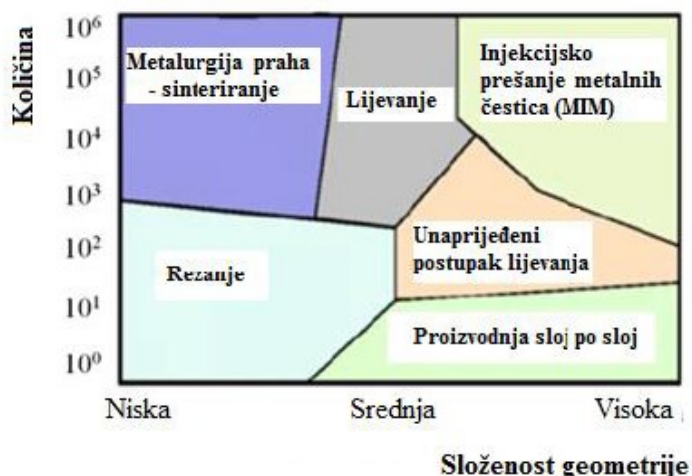 Količina
10⁶
10⁵
10⁴
10³
10²
10¹
10⁰
Metalurgija praha
- sinteriranje
Lijevanje
Injekcijsko
prešanje metalnih
čestica (MIM)
Rezanje
Unaprijeđeni
postupak lijevanja
Proizvodnja sloj po sloj
Niska
Srednja
Visoka
Složenost geometrije